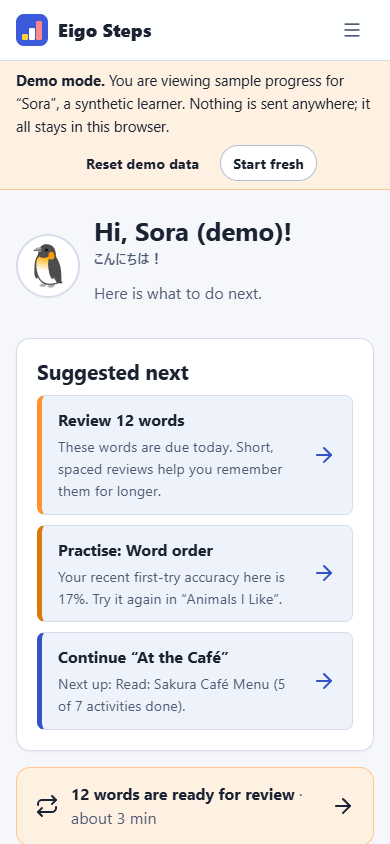 Eigo Steps
Demo mode. You are viewing sample progress for
“Sora”, a synthetic learner. Nothing is sent anywhere; it
all stays in this browser.
Reset demo data
Start fresh
Hi, Sora (demo)!
こんにちは！
Here is what to do next.
Suggested next
Review 12 words
These words are due today. Short,
spaced reviews help you remember
them for longer.
Practise: Word order
Your recent first-try accuracy here is
17%. Try it again in “Animals I Like”.
Continue “At the Café”
Next up: Read: Sakura Café Menu (5
of 7 activities done).
12 words are ready for review ·
about 3 min